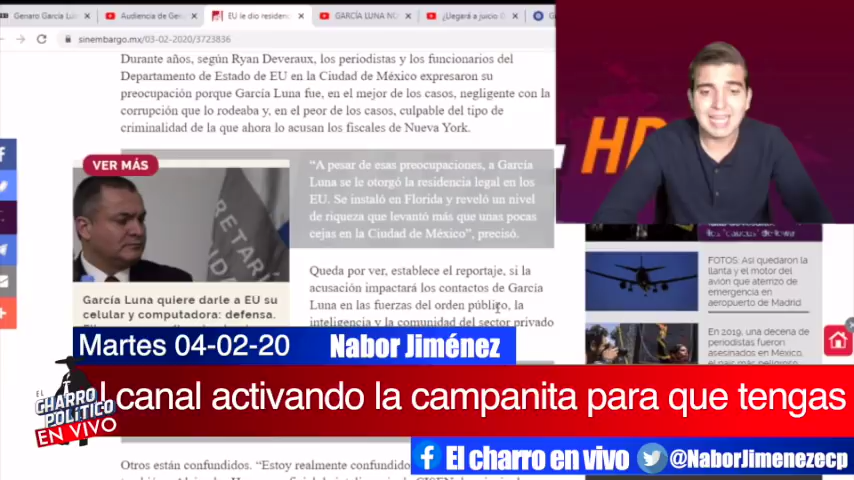 Genaro García Lu
Audiencia de Gen
EU le dio residenc
GARCÍA LUNA NO
¿Llegará a juicio G
G
sinembargo.mx/03-02-2020/3723836
Durante años, según Ryan Deveraux, los periodistas y los funcionarios del
Departamento de Estado de EU en la Ciudad de México expresaron su
preocupación porque García Luna fue, en el mejor de los casos, negligente con la
corrupción que lo rodeaba y, en el peor de los casos, culpable del tipo de
criminalidad de la que ahora lo acusan los fiscales de Nueva York.
VER MÁS
“A pesar de esas preocupaciones, a García
Luna se le otorgó la residencia legal en los
EU. Se instaló en Florida y reveló un nivel
de riqueza que levantó más que unas pocas
cejas en la Ciudad de México”, precisó.
García Luna quiere darle a EU su
celular y computadora: defensa.
Queda por ver, establece el reportaje, si la
acusación impactará los contactos de García
Luna en las fuerzas del orden público, la
inteligencia y la comunidad del sector privado
HD
FOTOS: Así quedaron la
llanta y el motor del
avión que aterrizó de
emergencia en
aeropuerto de Madrid
En 2019, una decena de
periodistas fueron
asesinados en México,
el país más peligroso
Martes 04-02-20
Nabor Jiménez
EL
CHARRO
POLÍTICO
EN VIVO
l canal activando la campanita para que tengas
El charro en vivo
@NaborJimenezecp
Otros están confundidos. “Estoy realmente confundido